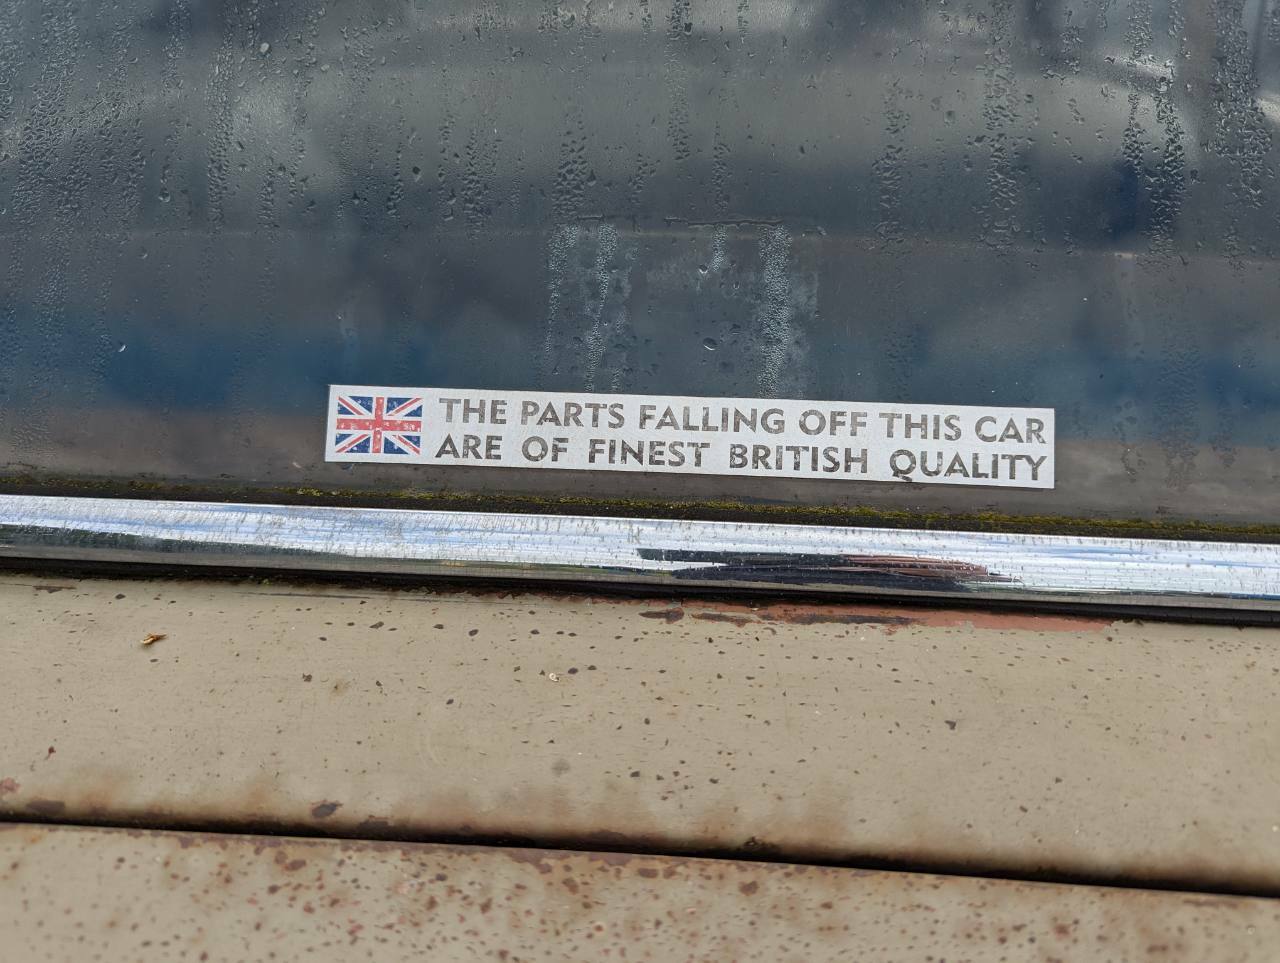 THE PARTS FALLING OFF THIS CAR
ARE OF FINEST BRITISH QUALITY